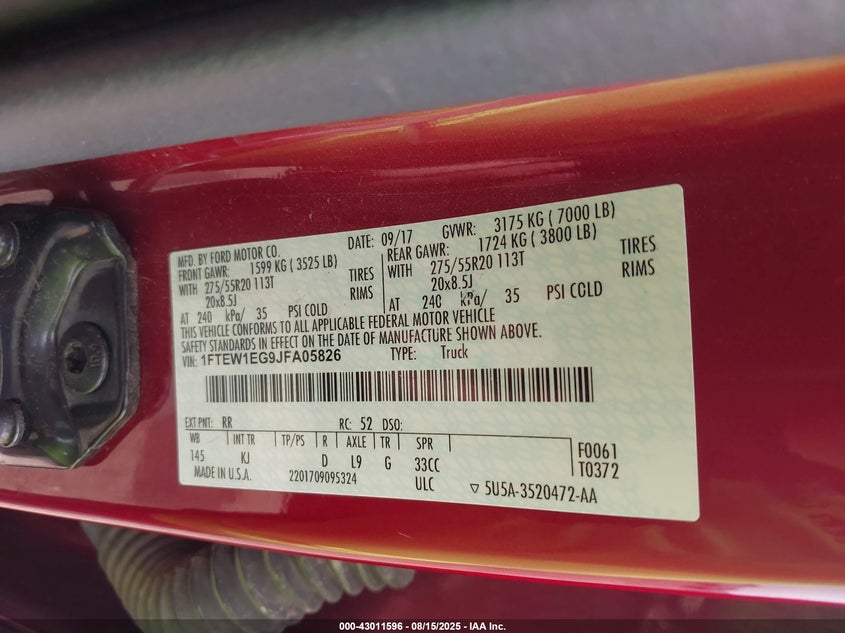 MFD. BY FORD MOTOR CO.
DATE: 09/17 GVWR: 3175 KG ( 7000 LB)
FRONT GAWR: 1599 KG ( 3525 LB) REAR GAWR: 1724 KG ( 3800 LB)
WITH 275/55R20 113T TIRES WITH 275/55R20 113T TIRES
20x8.5J RIMS 20x8.5J RIMS
AT 240 kPa/ 35 PSI COLD AT 240 kPa/ 35 PSI COLD
THIS VEHICLE CONFORMS TO ALL APPLICABLE FEDERAL MOTOR VEHICLE
SAFETY STANDARDS IN EFFECT ON THE DATE OF MANUFACTURE SHOWN ABOVE.
VIN: 1FTEW1EG9JFA05826 TYPE: Truck
EXT PNT: RR RC: 52 DSO:
WB INT TR TP/PS R AXLE TR SPR F0061
145 KJ D L9 G 33CC T0372
MADE IN U.S.A. 2201709095324 ULC ▽ 5U5A-3520472-AA
000-43011596 - 08/15/2025 - IAA Inc.